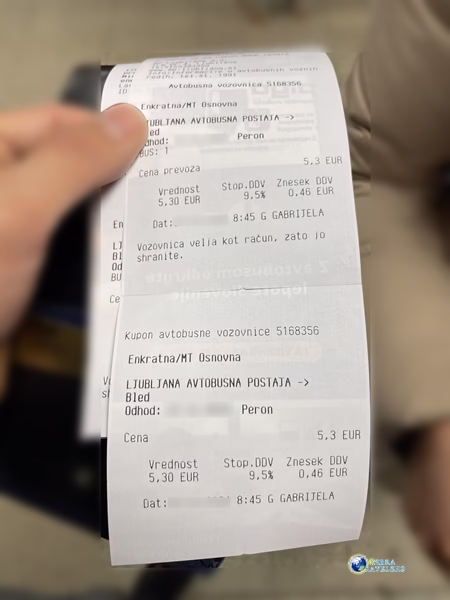 Avtobusna vozovnica 5168356
Enkratna/MT Osnovna
LJUBLJANA AVTOBUSNA POSTAJA ->
Bled
Odhod: Peron
BUS: 1
Cena prevoza 5,3 EUR
Vrednost Stop.DDV Znesek DDV
5,30 EUR 9,5% 0,46 EUR
Dat: 8:45 G GABRIJELA
Vozovnica velja kot račun, zato jo
shranite.
Kupon avtobusne vozovnice 5168356
Enkratna/MT Osnovna
LJUBLJANA AVTOBUSNA POSTAJA ->
Bled
Odhod: Peron
Cena 5,3 EUR
Vrednost Stop.DDV Znesek DDV
5,30 EUR 9,5% 0,46 EUR
Dat: 8:45 G GABRIJELA